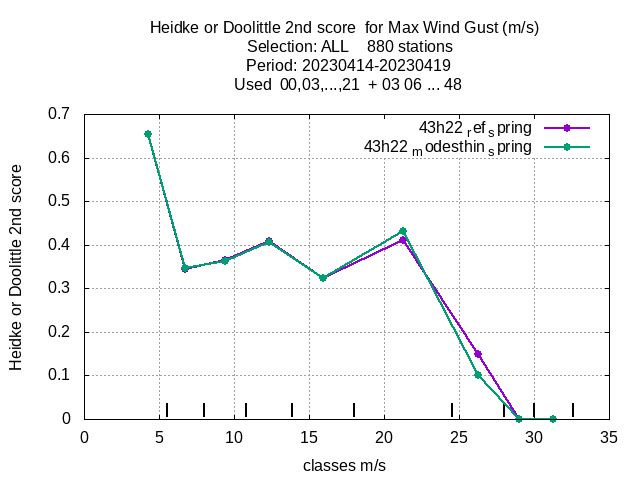 Heidke or Doolittle 2nd score  for Max Wind Gust (m/s)
Selection: ALL    880 stations
Period: 20230414-20230419
Used  00,03,...,21  + 03 06 ... 48
43h22 ref spring
43h22 modesthin spring
Heidke or Doolittle 2nd score
0.7
0.6
0.5
0.4
0.3
0.2
0.1
0
0 5 10 15 20 25 30 35
classes m/s